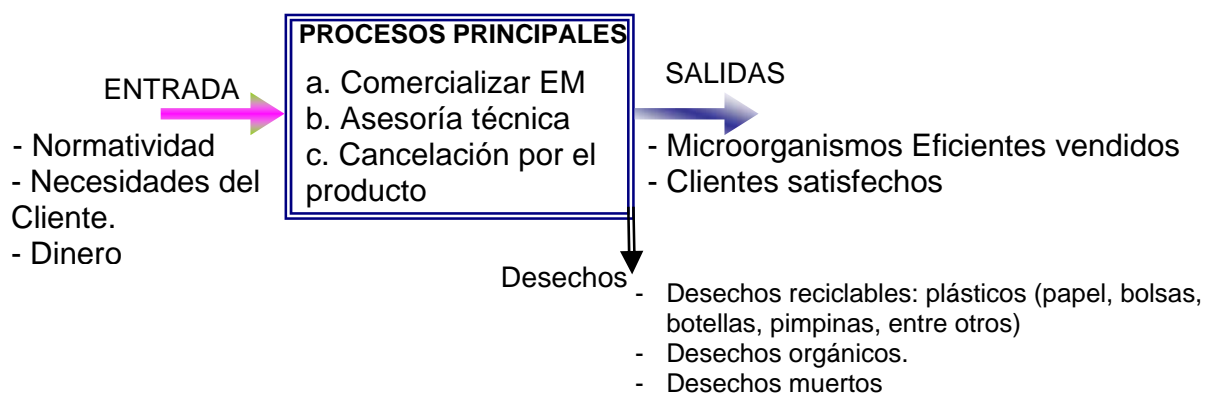 PROCESOS PRINCIPALES
a. Comercializar EM
b. Asesoría técnica
c. Cancelación por el
producto
ENTRADA
- Normatividad
- Necesidades del
Cliente.
- Dinero
SALIDAS
- Microorganismos Eficientes vendidos
- Clientes satisfechos
Desechos
- Desechos reciclables: plásticos (papel, bolsas,
botellas, pimpinas, entre otros)
- Desechos orgánicos.
- Desechos muertos